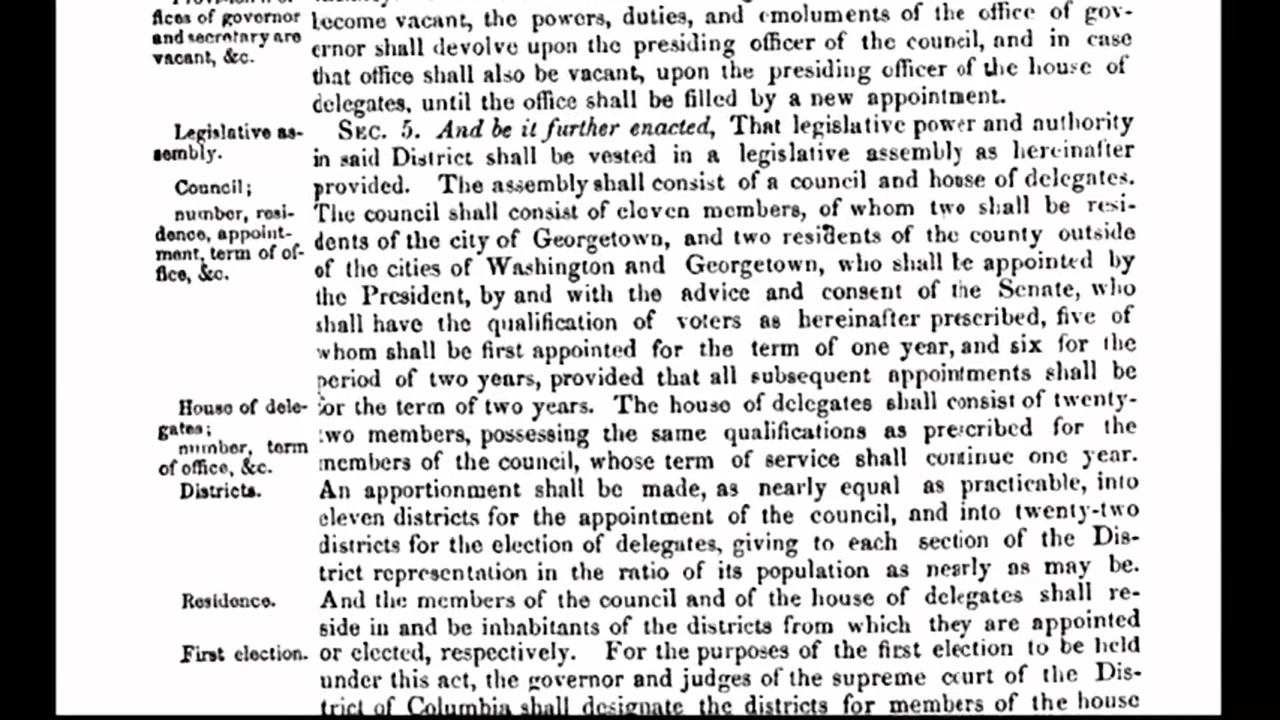 fices of governor
and secretary are
vacant, &c.
become vacant, the powers, duties, and emoluments of the office of gov-
ernor shall devolve upon the presiding officer of the council, and in case
that office shall also be vacant, upon the presiding officer of the house of
delegates, until the office shall be filled by a new appointment.
Legislative as-
sembly.
SEC. 5. And be it further enacted, That legislative power and authority
in said District shall be vested in a legislative assembly as hereinafter
Council;
number, resi-
dence, appoint-
ment, term of of-
fice, &c.
provided. The assembly shall consist of a council and house of delegates.
The council shall consist of eleven members, of whom two shall be resi-
dents of the city of Georgetown, and two residents of the county outside
of the cities of Washington and Georgetown, who shall be appointed by
the President, by and with the advice and consent of the Senate, who
shall have the qualification of voters as hereinafter prescribed, five of
whom shall be first appointed for the term of one year, and six for the
period of two years, provided that all subsequent appointments shall be
House of dele-
gates;
number, term
of office, &c.
for the term of two years. The house of delegates shall consist of twenty-
two members, possessing the same qualifications as prescribed for the
members of the council, whose term of service shall continue one year.
Districts.
An apportionment shall be made, as nearly equal as practicable, into
eleven districts for the appointment of the council, and into twenty-two
districts for the election of delegates, giving to each section of the Dis-
trict representation in the ratio of its population as nearly as may be.
Residence.
And the members of the council and of the house of delegates shall re-
side in and be inhabitants of the districts from which they are appointed
First election.
or elected, respectively. For the purposes of the first election to be held
under this act, the governor and judges of the supreme court of the Dis-
trict of Columbia shall designate the districts for members of the house